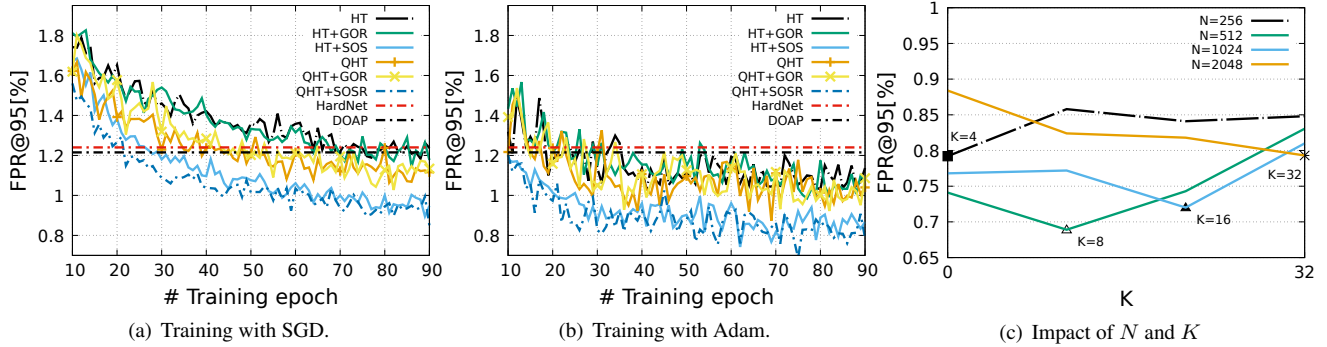 FPR@95[%]
1.8
1.6
1.4
1.2
1
0.8
10 20 30 40 50 60 70 80 90
# Training epoch
HT
HT+GOR
HT+SOS
QHT
QHT+GOR
QHT+SOSR
HardNet
DOAP
(a) Training with SGD.
FPR@95[%]
1.8
1.6
1.4
1.2
1
0.8
10 20 30 40 50 60 70 80 90
# Training epoch
HT
HT+GOR
HT+SOS
QHT
QHT+GOR
QHT+SOSR
HardNet
DOAP
(b) Training with Adam.
FPR@95[%]
1
0.95
0.9
0.85
0.8
0.75
0.7
0.65
0 32
K
N=256
N=512
N=1024
N=2048
K=4
K=8
K=16
K=32
(c) Impact of N and K